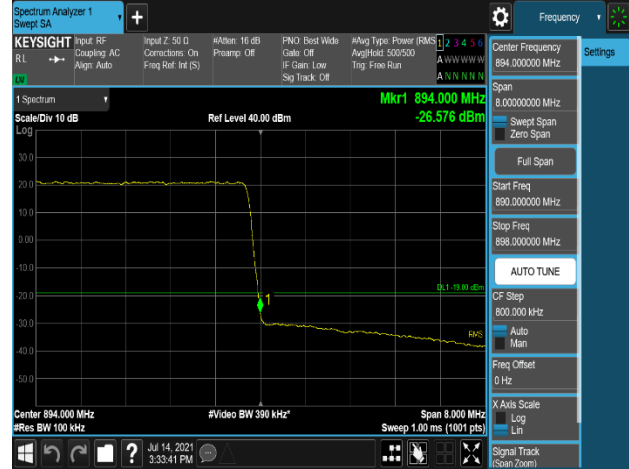 Spectrum Analyzer 1
Swept SA
Frequency
KEYSIGHT
Input: RF
Input Z: 50 Ω
#Atten: 16 dB
PNO: Best Wide
#Avg Type: Power (RMS
1 2 3 4 5 6
R L
Coupling: AC
Corrections: On
Preamp: Off
Gate: Off
Avg|Hold: 500/500
A W W W W W
Align: Auto
Freq Ref: Int (S)
IF Gain: Low
Trig: Free Run
Sig Track: Off
A N N N N N
LXI
1 Spectrum
Mkr1 894.000 MHz
Scale/Div 10 dB
Ref Level 40.00 dBm
-26.576 dBm
Log
30.0
20.0
10.0
0.00
-10.0
DL1 -19.00 dBm
-20.0
1
-30.0
RMS
-40.0
-50.0
Center 894.000 MHz
#Video BW 390 kHz*
Span 8.000 MHz
#Res BW 100 kHz
Sweep 1.00 ms (1001 pts)
?
Jul 14, 2021
3:33:41 PM
Center Frequency
894.000000 MHz
Settings
Span
8.00000000 MHz
Swept Span
Zero Span
Full Span
Start Freq
890.000000 MHz
Stop Freq
898.000000 MHz
AUTO TUNE
CF Step
800.000 kHz
Auto
Man
Freq Offset
0 Hz
X Axis Scale
Log
Lin
Signal Track
(Span Zoom)